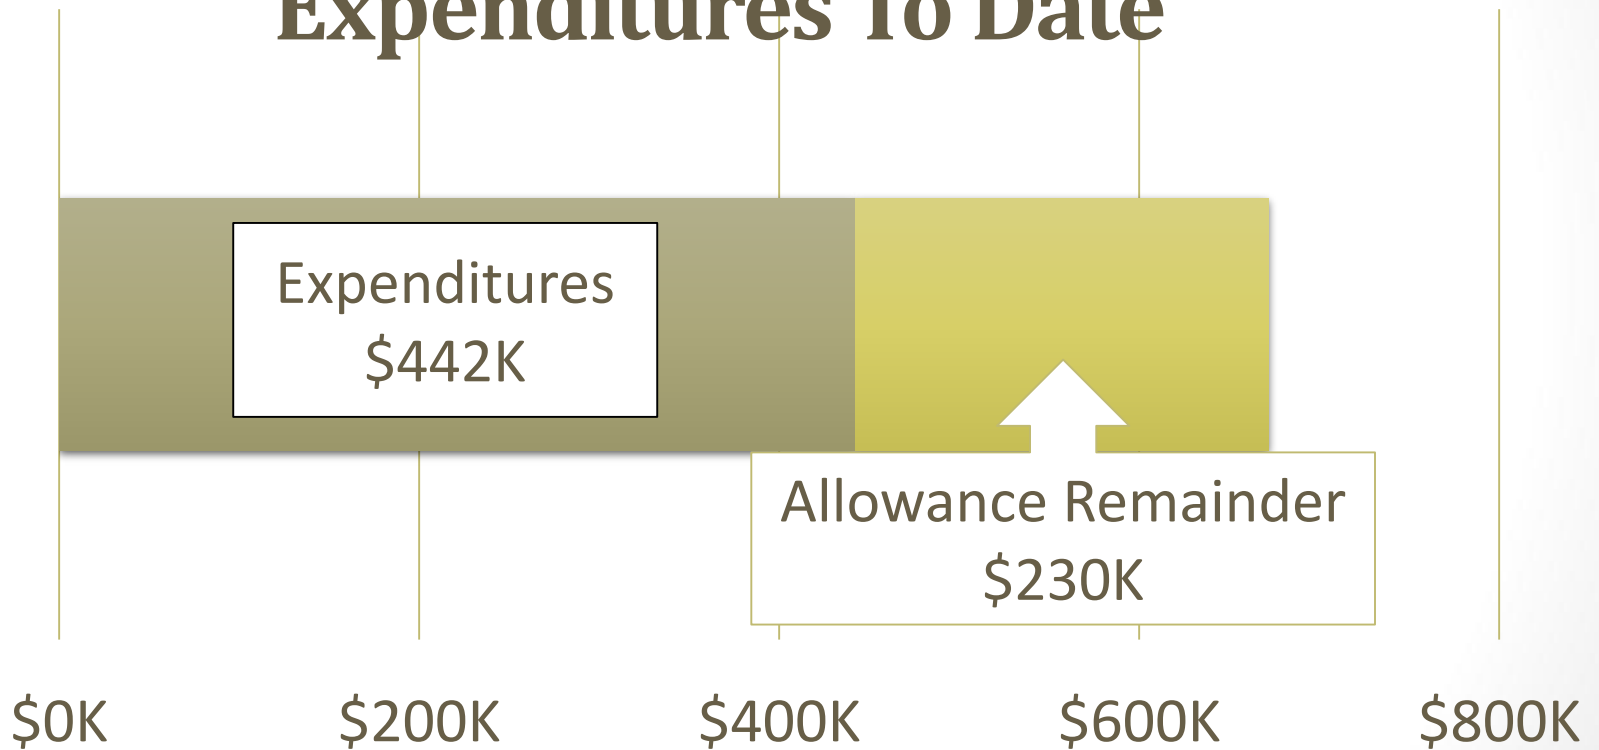 Expenditures To Date
Expenditures
$442K
Allowance Remainder
$230K
$0K $200K $400K $600K $800K